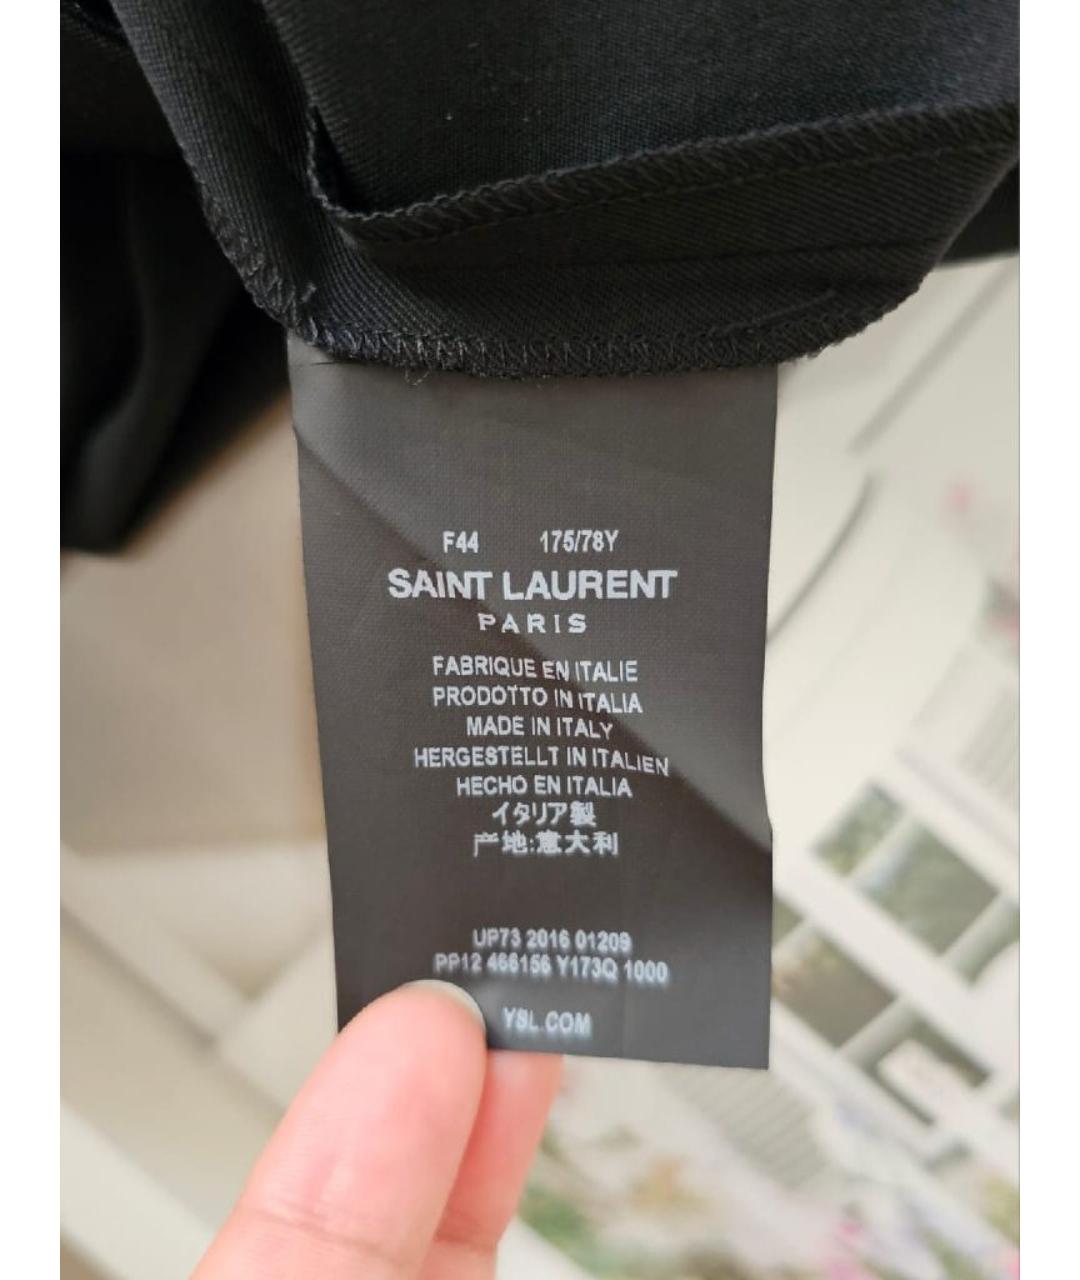 F44 175/78Y
SAINT LAURENT
PARIS
FABRIQUE EN ITALIE
PRODOTTO IN ITALIA
MADE IN ITALY
HERGESTELLT IN ITALIEN
HECHO EN ITALIA
イタリア製
产地:意大利
UP73 2016 01209
PP12 466156 Y173Q 1000
YSL.COM